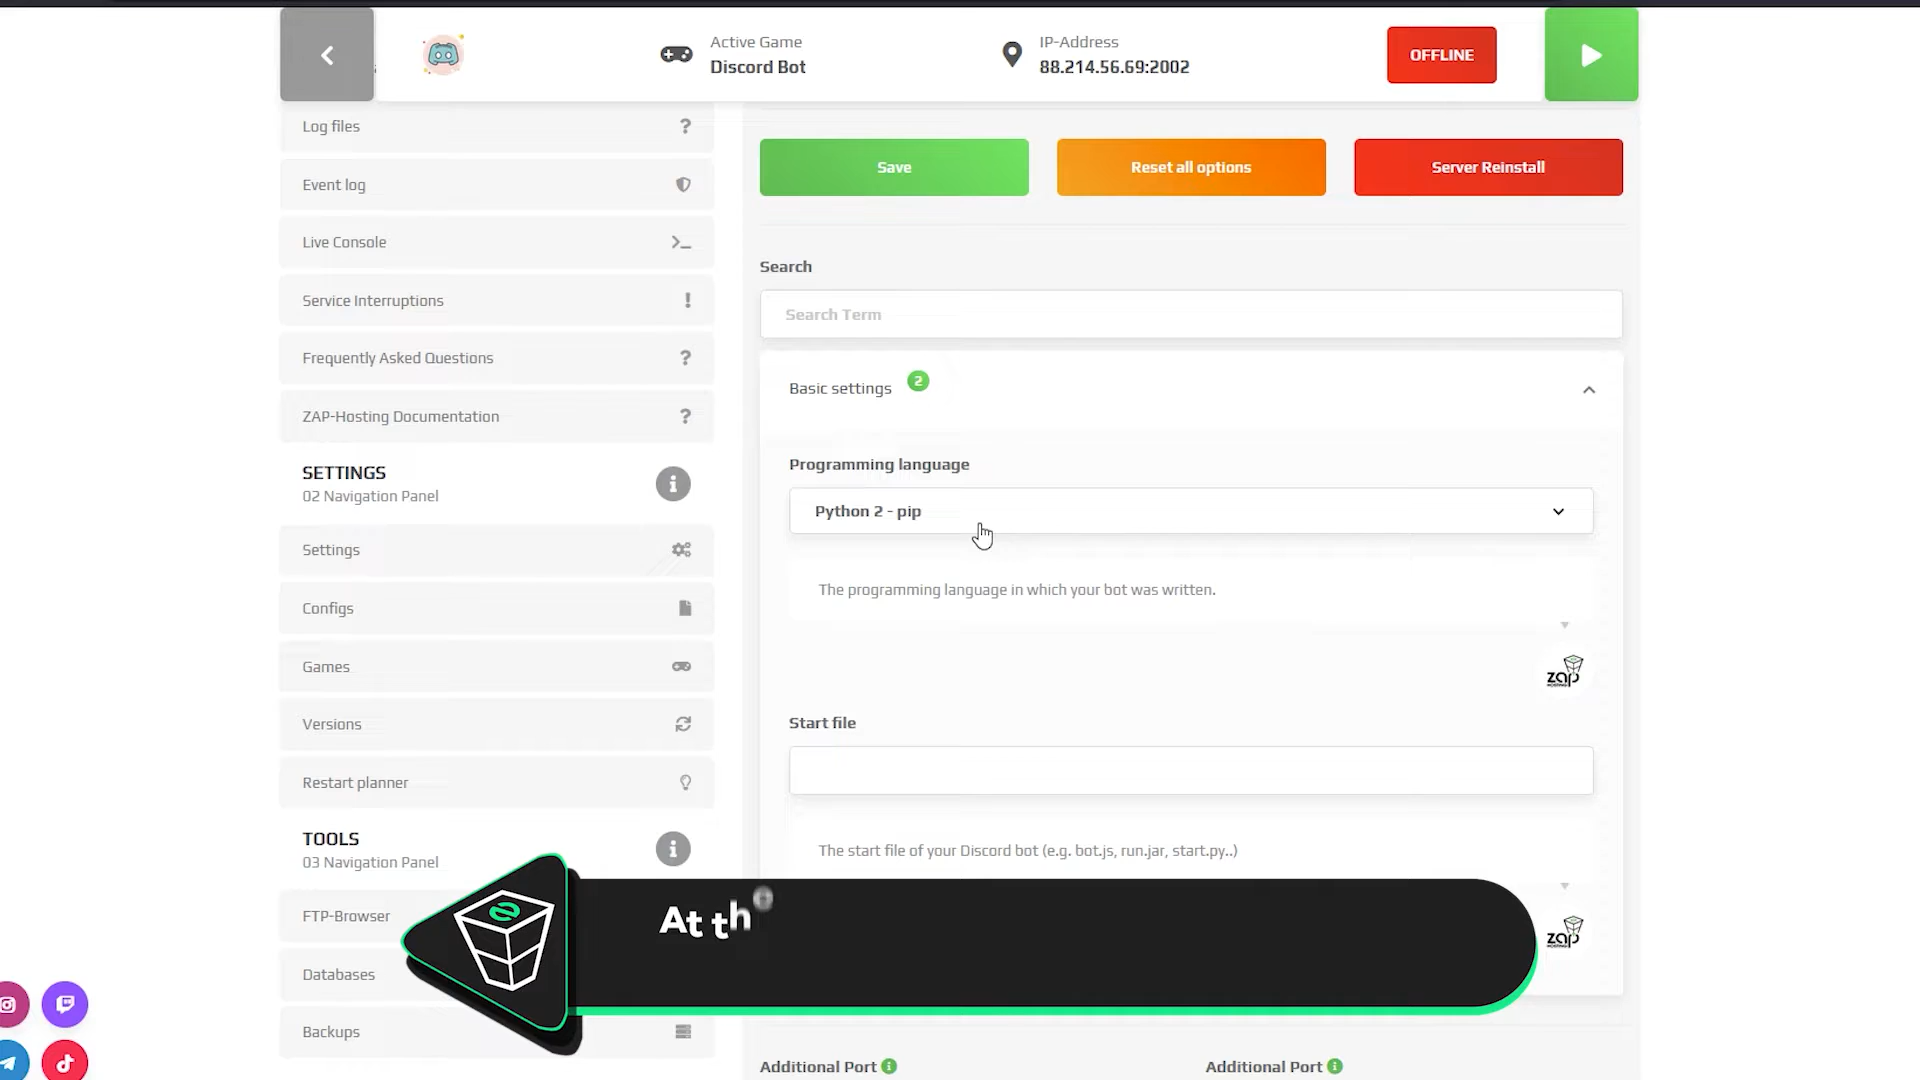 Active Game
Discord Bot
IP-Address
88.214.56.69:2002
OFFLINE
Log files
Event log
Live Console
Service Interruptions
Frequently Asked Questions
ZAP-Hosting Documentation
SETTINGS
02 Navigation Panel
Settings
Configs
Games
Versions
Restart planner
TOOLS
03 Navigation Panel
FTP-Browser
Databases
Backups
Save
Reset all options
Server Reinstall
Search
Search Term
Basic settings 2
Programming language
Python 2 - pip
The programming language in which your bot was written.
zap
HOSTING
Start file
The start file of your Discord bot (e.g. bot.js, run.jar, start.py..)
zap
HOSTING
At th
Additional Port
Additional Port